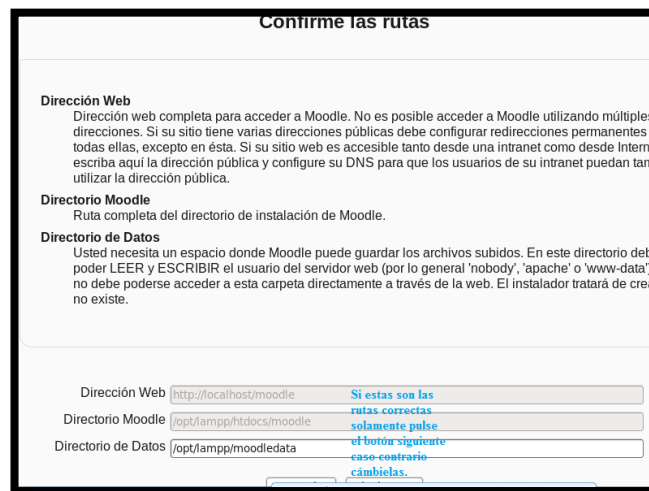 Confirme las rutas
Dirección Web
Dirección web completa para acceder a Moodle. No es posible acceder a Moodle utilizando múltiples
direcciones. Si su sitio tiene varias direcciones públicas debe configurar redirecciones permanentes
todas ellas, excepto en ésta. Si su sitio web es accesible tanto desde una intranet como desde Intern
escriba aquí la dirección pública y configure su DNS para que los usuarios de su intranet puedan tam
utilizar la dirección pública.
Directorio Moodle
Ruta completa del directorio de instalación de Moodle.
Directorio de Datos
Usted necesita un espacio donde Moodle puede guardar los archivos subidos. En este directorio deb
poder LEER y ESCRIBIR el usuario del servidor web (por lo general 'nobody', 'apache' o 'www-data'
no debe poderse acceder a esta carpeta directamente a través de la web. El instalador tratará de crea
no existe.
Dirección Web http://localhost/moodle
Directorio Moodle /opt/lampp/htdocs/moodle
Directorio de Datos /opt/lampp/moodledata
Si estas son las
rutas correctas
solamente pulse
el botón siguiente
caso contrario
cámbielas.